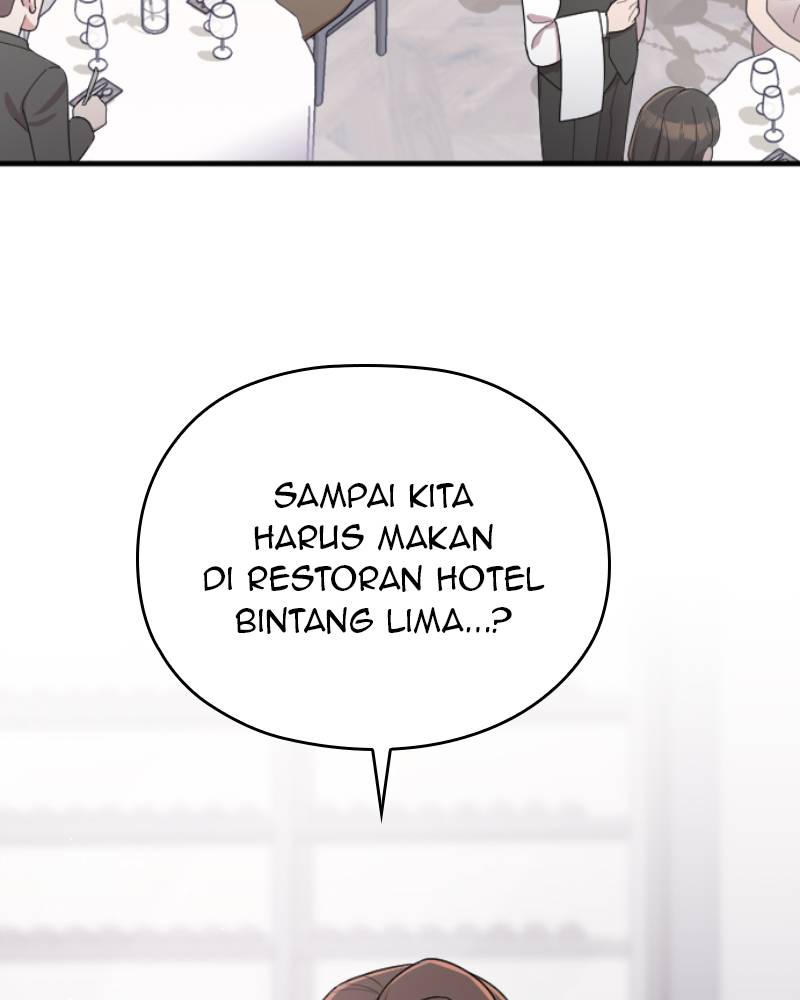 SAMPAI KITA
HARUS MAKAN
DI RESTORAN HOTEL
BINTANG LIMA...?